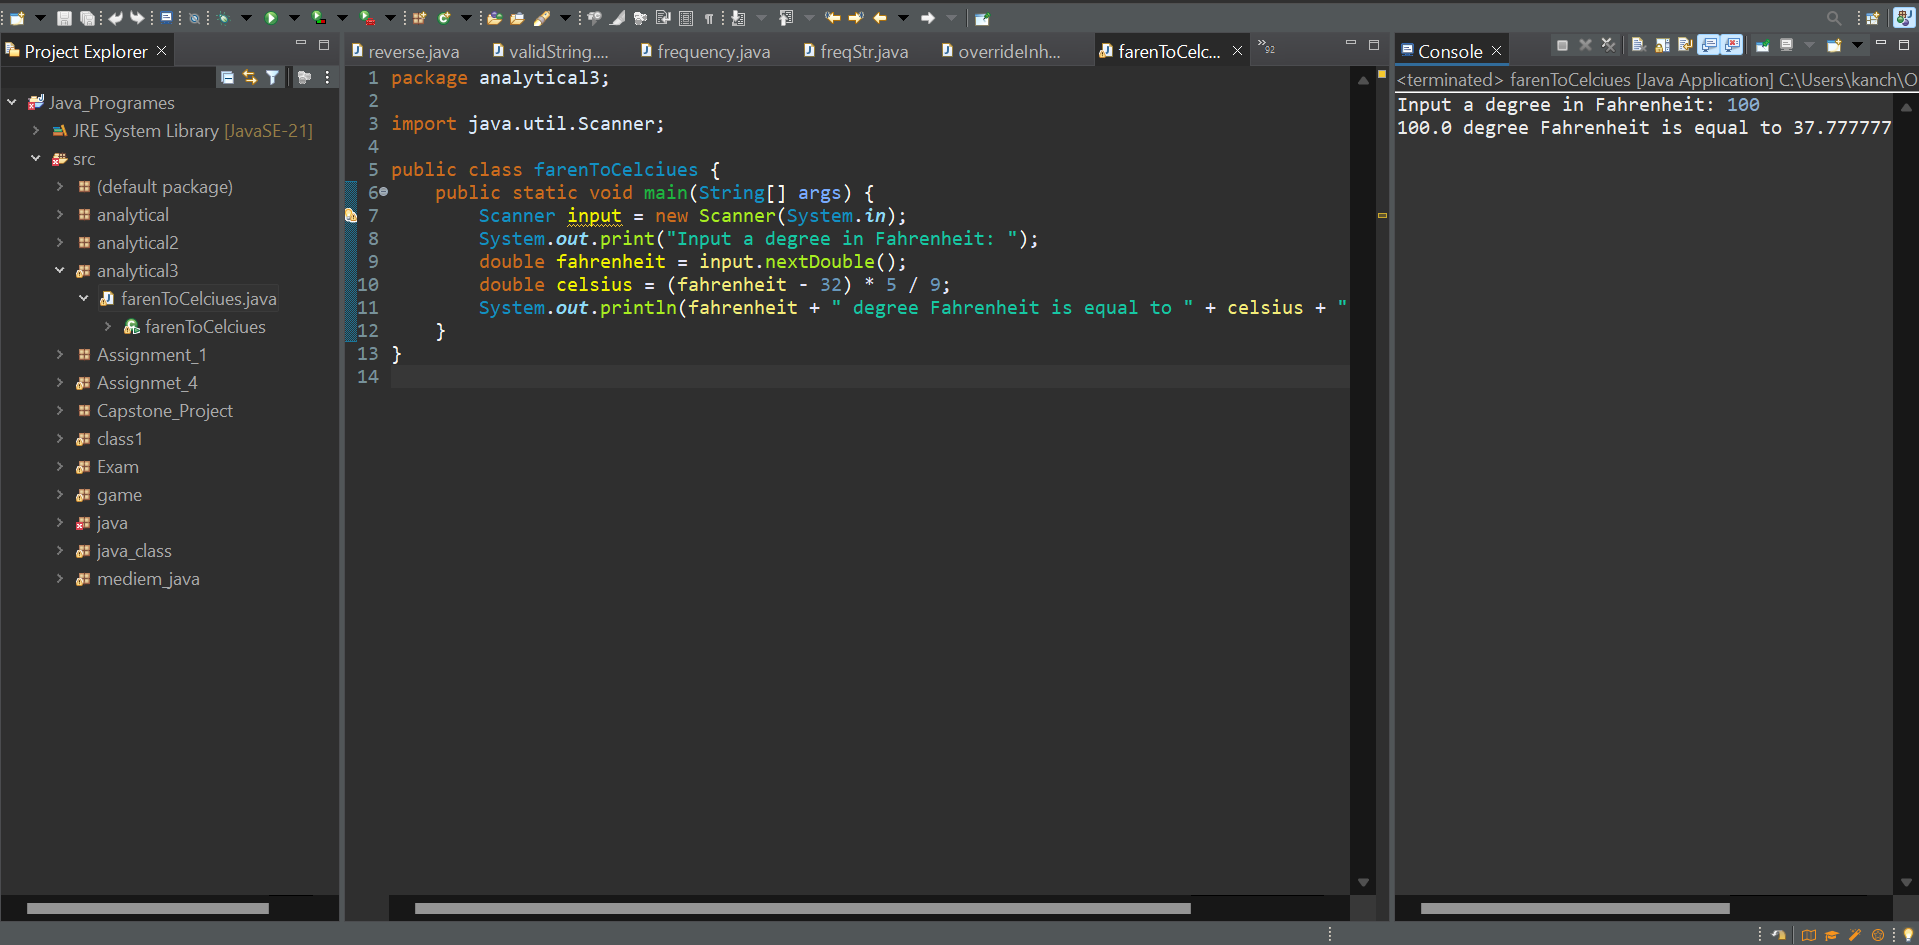 Project Explorer
Java_Programes
JRE System Library [JavaSE-21]
src
(default package)
analytical
analytical2
analytical3
farenToCelciues.java
farenToCelciues
Assignment_1
Assignmet_4
Capstone_Project
class1
Exam
game
java
java_class
mediem_java
reverse.java validString.... frequency.java freqStr.java overrideInh... farenToCelc... »92
1 package analytical3;
2
3 import java.util.Scanner;
4
5 public class farenToCelciues {
6 public static void main(String[] args) {
7 Scanner input = new Scanner(System.in);
8 System.out.print("Input a degree in Fahrenheit: ");
9 double fahrenheit = input.nextDouble();
10 double celsius = (fahrenheit - 32) * 5 / 9;
11 System.out.println(fahrenheit + " degree Fahrenheit is equal to " + celsius + "
12 }
13 }
14
Console
<terminated> farenToCelciues [Java Application] C:\Users\kanch\O
Input a degree in Fahrenheit: 100
100.0 degree Fahrenheit is equal to 37.777777